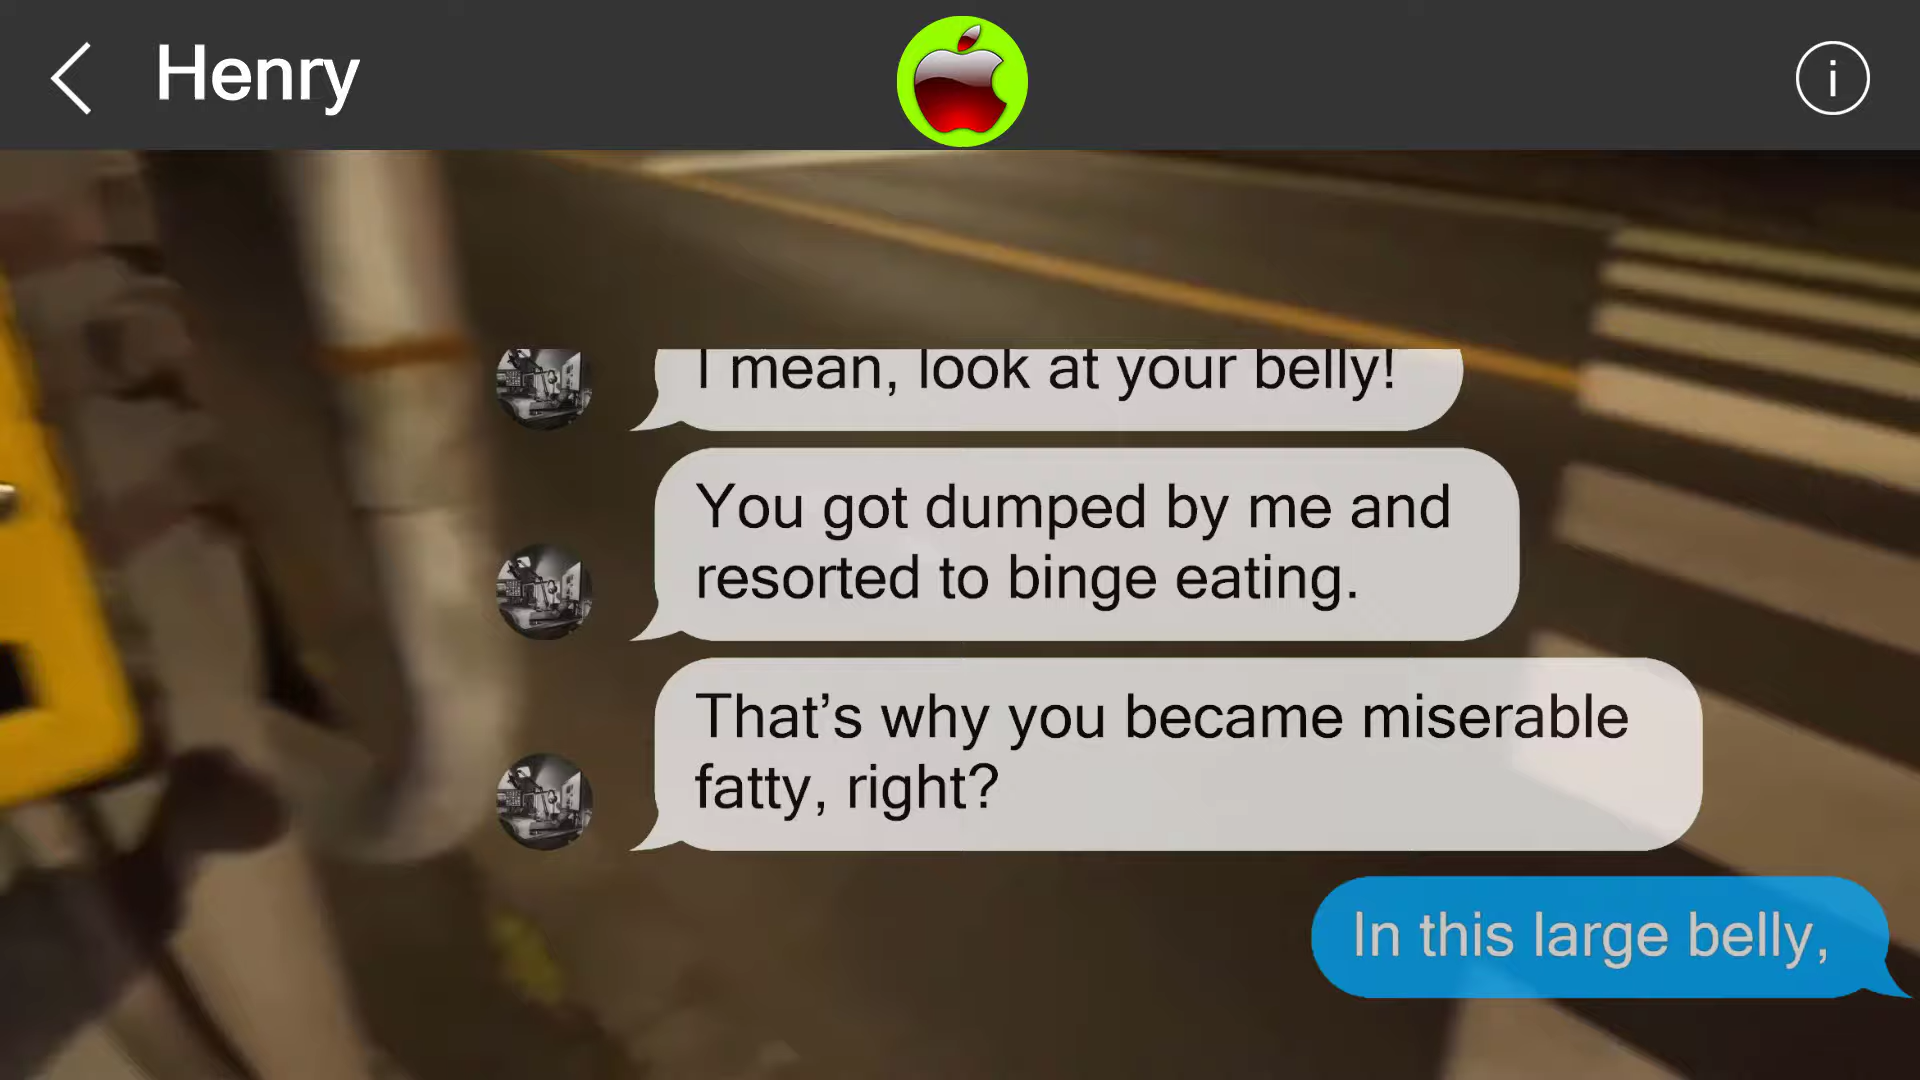 Henry
i
I mean, look at your belly!
You got dumped by me and
resorted to binge eating.
That’s why you became miserable
fatty, right?
In this large belly,